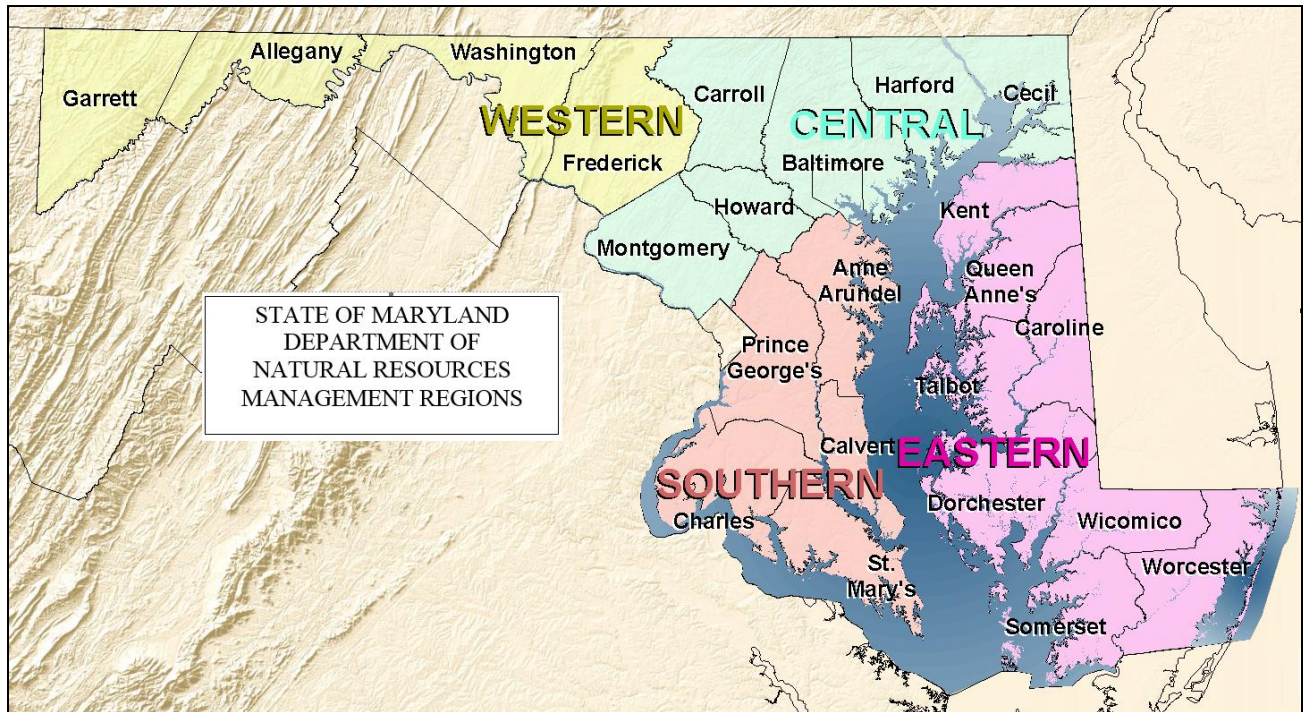 Allegany
Washington
Garrett
Carroll
Harford
Cecil
WESTERN
CENTRAL
Frederick
Baltimore
Howard
Kent
Montgomery
Anne
Arundel
Queen
Anne's
STATE OF MARYLAND
DEPARTMENT OF
NATURAL RESOURCES
MANAGEMENT REGIONS
Caroline
Prince
George's
Talbot
Calvert
EASTERN
SOUTHERN
Dorchester
Charles
Wicomico
St.
Mary's
Worcester
Somerset